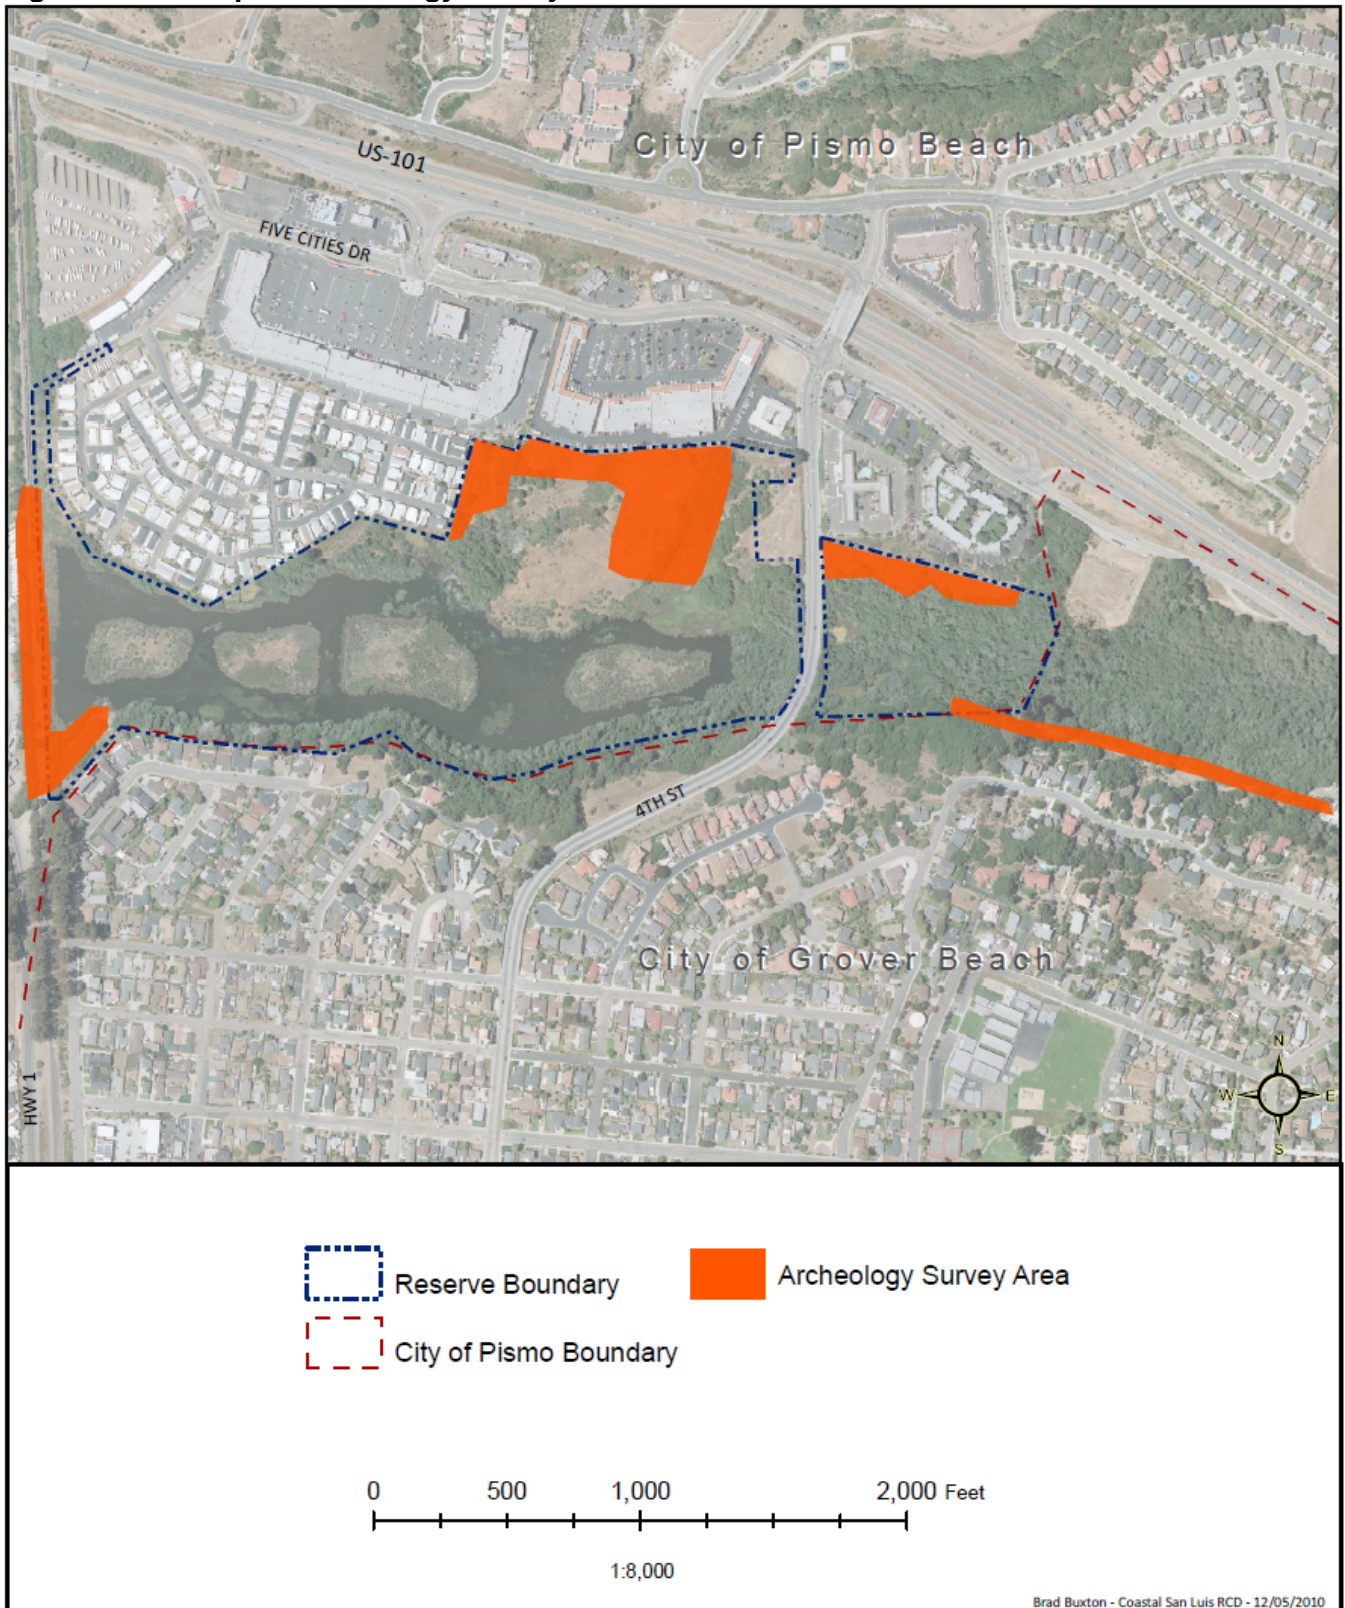 City of Pismo Beach
US-101
FIVE CITIES DR
4TH ST
City of Grover Beach
HWY 1
N
W E
S
Reserve Boundary
Archeology Survey Area
City of Pismo Boundary
0 500 1,000 2,000 Feet
1:8,000
Brad Buxton - Coastal San Luis RCD - 12/05/2010